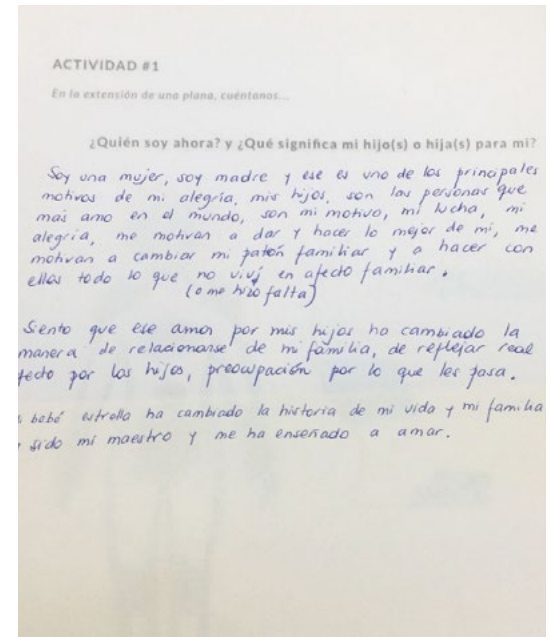 ACTIVIDAD #1
En la extensión de una plana, cuéntanos...
¿Quién soy ahora? y ¿Qué significa mi hijo(s) o hija(s) para mi?
Soy una mujer, soy madre y ese es uno de los principales
motivos de mi alegría, mis hijos, son las personas que
mas amo en el mundo, son mi motivo, mi lucha, mi
alegría, me motivan a dar y hacer lo mejor de mi, me
motivan a cambiar mi patrón familiar y a hacer con
ellos todo lo que no viví en afecto familiar.
(o me hizo falta)
Siento que ese amor por mis hijos ha cambiado la
manera de relacionarse de mi familia, de reflejar real
fecto por los hijos, preocupación por lo que les pasa.
bebé estrella ha cambiado la historia de mi vida y mi familia
sido mi maestro y me ha enseñado a amar.